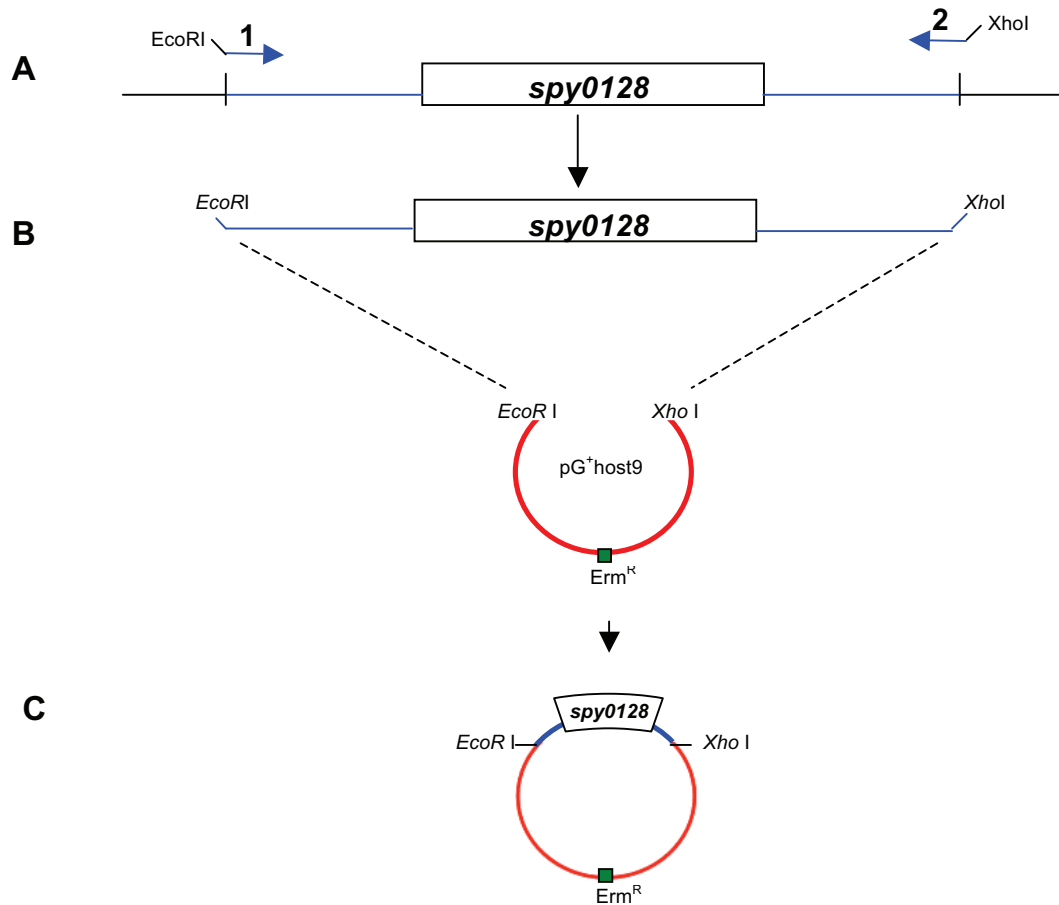 EcoRI
1
2
XhoI
A
spy0128
EcoRI
XhoI
B
spy0128
EcoR I
Xho I
pG+host9
ErmR
C
spy0128
EcoR I
Xho I
ErmR